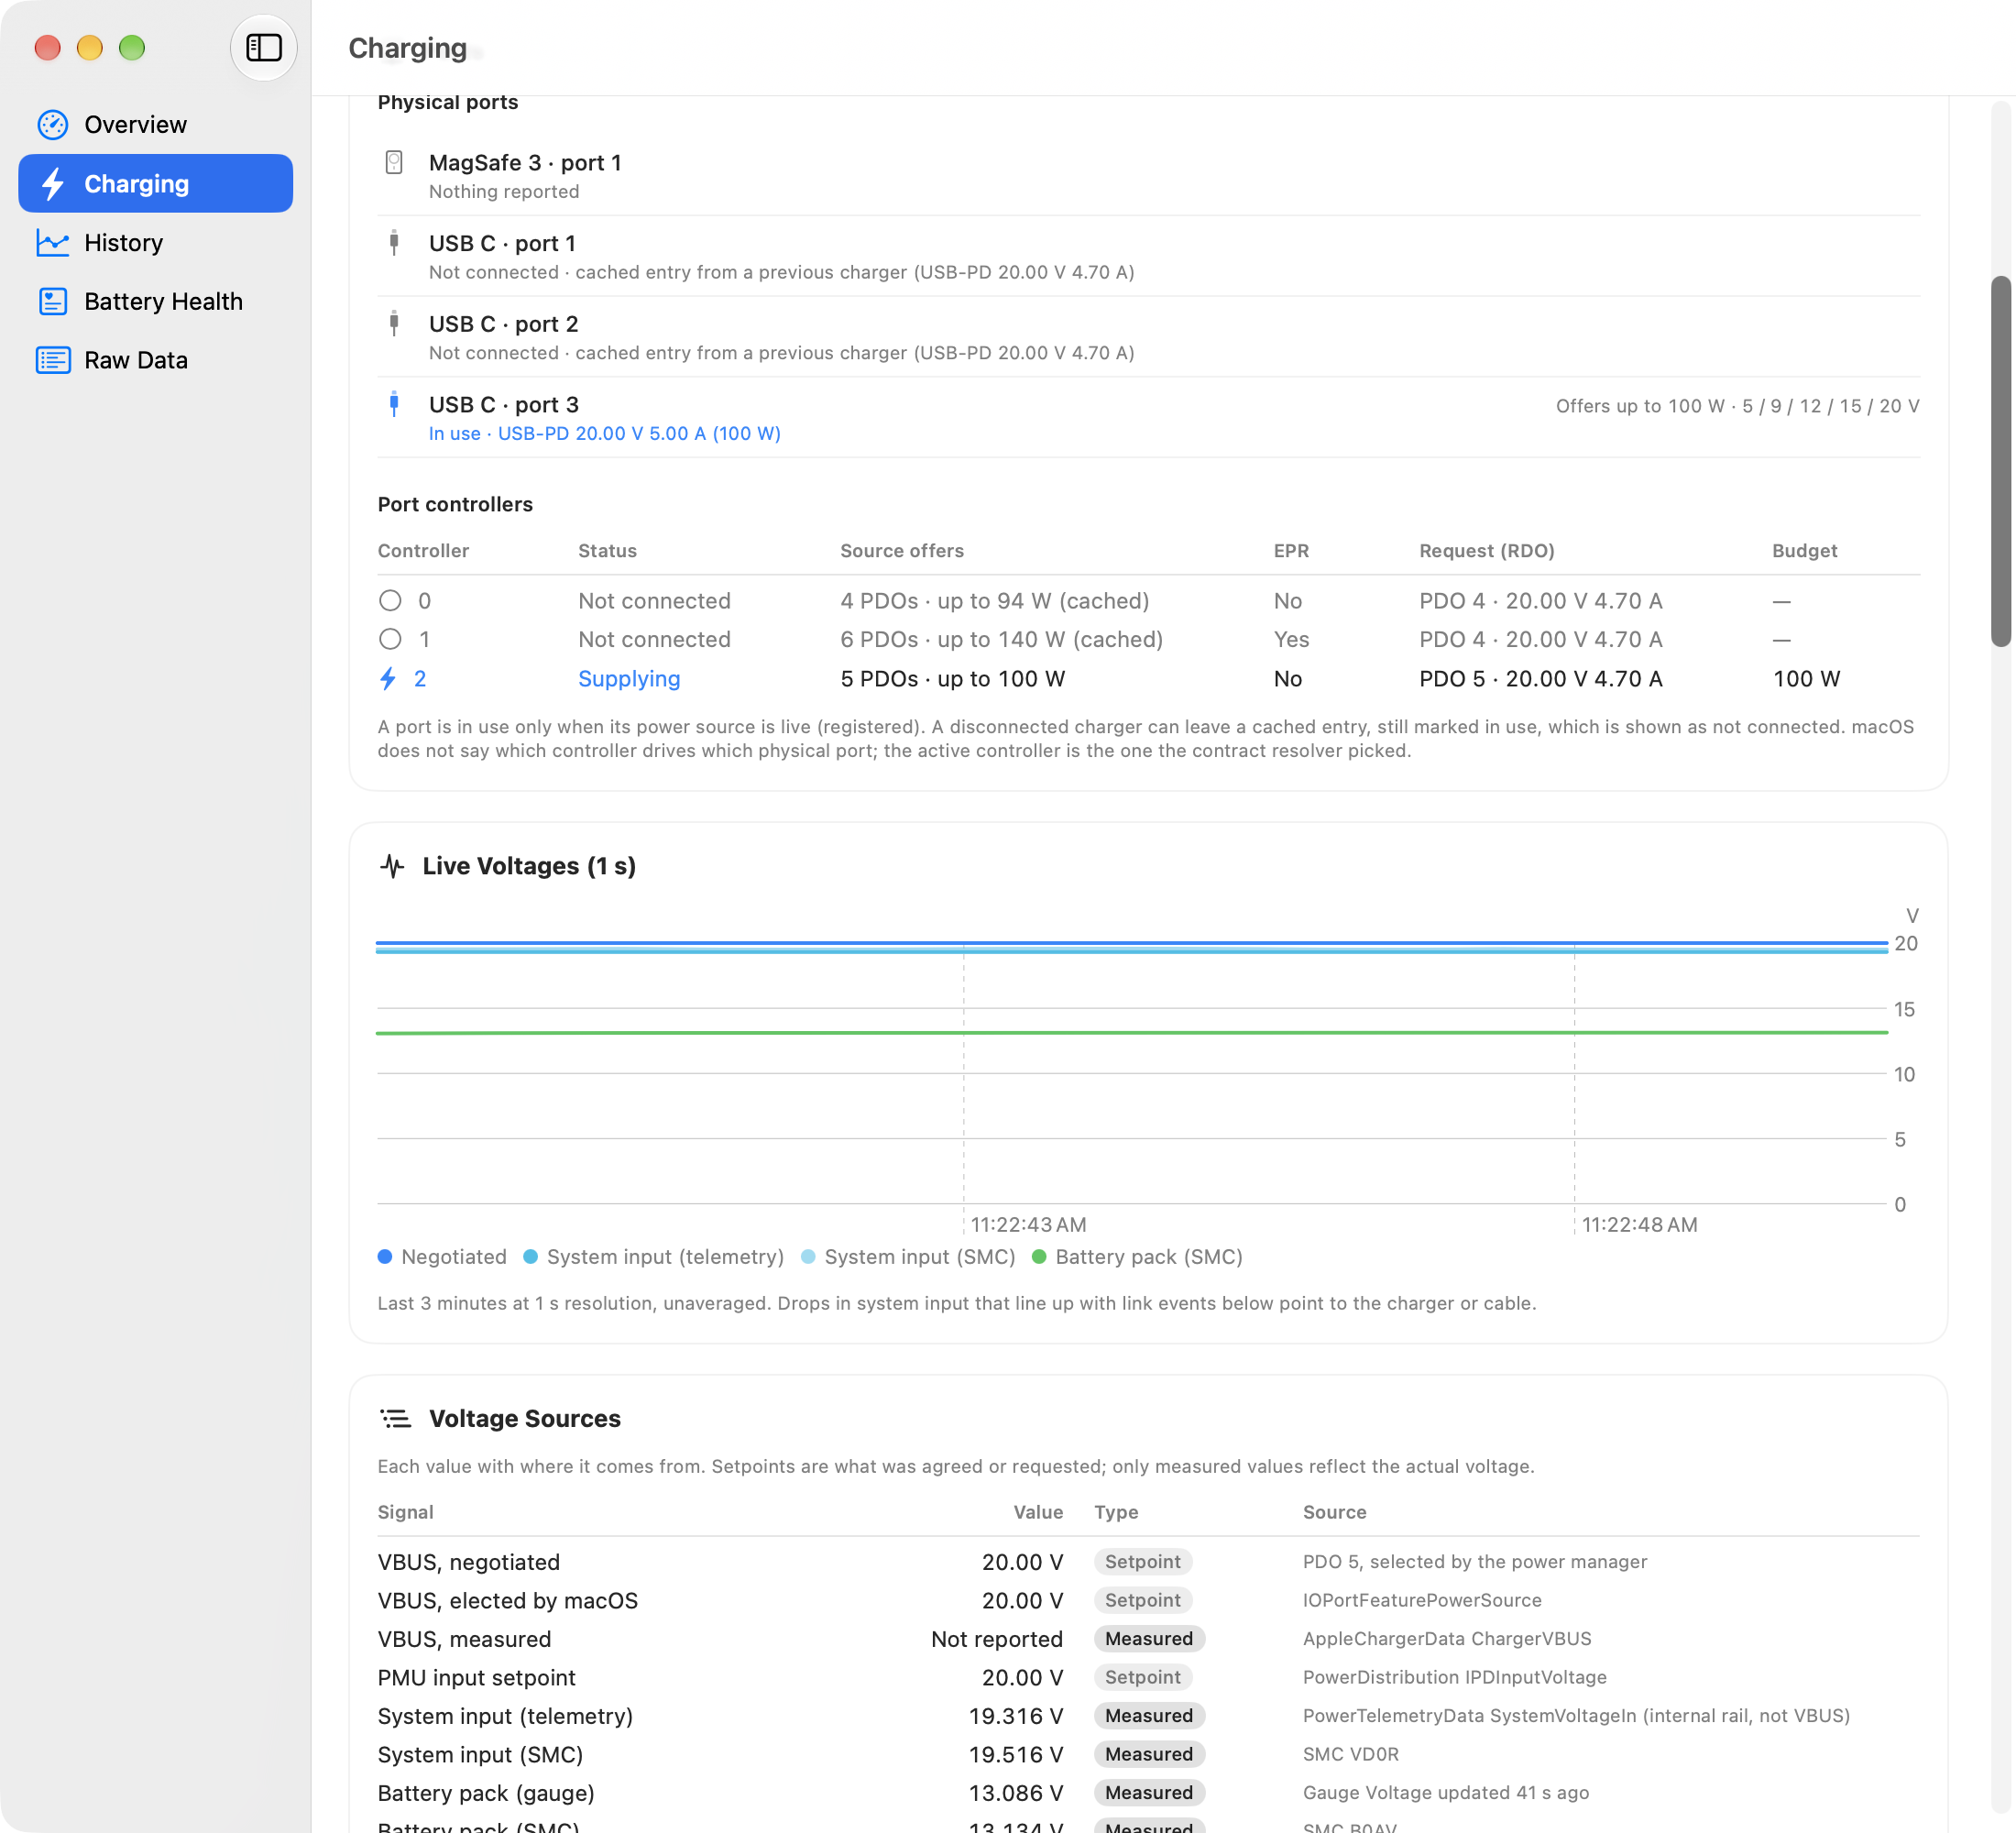 Charging
Overview
Charging
History
Battery Health
Raw Data
Physical ports
MagSafe 3 · port 1
Nothing reported
USB C · port 1
Not connected · cached entry from a previous charger (USB-PD 20.00 V 4.70 A)
USB C · port 2
Not connected · cached entry from a previous charger (USB-PD 20.00 V 4.70 A)
USB C · port 3
Offers up to 100 W · 5 / 9 / 12 / 15 / 20 V
In use · USB-PD 20.00 V 5.00 A (100 W)
Port controllers
Controller Status Source offers EPR Request (RDO) Budget
0 Not connected 4 PDOs · up to 94 W (cached) No PDO 4 · 20.00 V 4.70 A —
1 Not connected 6 PDOs · up to 140 W (cached) Yes PDO 4 · 20.00 V 4.70 A —
2 Supplying 5 PDOs · up to 100 W No PDO 5 · 20.00 V 4.70 A 100 W
A port is in use only when its power source is live (registered). A disconnected charger can leave a cached entry, still marked in use, which is shown as not connected. macOS
does not say which controller drives which physical port; the active controller is the one the contract resolver picked.
Live Voltages (1 s)
V
20
15
10
5
0
11:22:43 AM 11:22:48 AM
Negotiated System input (telemetry) System input (SMC) Battery pack (SMC)
Last 3 minutes at 1 s resolution, unaveraged. Drops in system input that line up with link events below point to the charger or cable.
Voltage Sources
Each value with where it comes from. Setpoints are what was agreed or requested; only measured values reflect the actual voltage.
Signal Value Type Source
VBUS, negotiated 20.00 V Setpoint PDO 5, selected by the power manager
VBUS, elected by macOS 20.00 V Setpoint IOPortFeaturePowerSource
VBUS, measured Not reported Measured AppleChargerData ChargerVBUS
PMU input setpoint 20.00 V Setpoint PowerDistribution IPDInputVoltage
System input (telemetry) 19.316 V Measured PowerTelemetryData SystemVoltageIn (internal rail, not VBUS)
System input (SMC) 19.516 V Measured SMC VD0R
Battery pack (gauge) 13.086 V Measured Gauge Voltage updated 41 s ago
Battery pack (SMC) 13.134 V Measured SMC B0AV